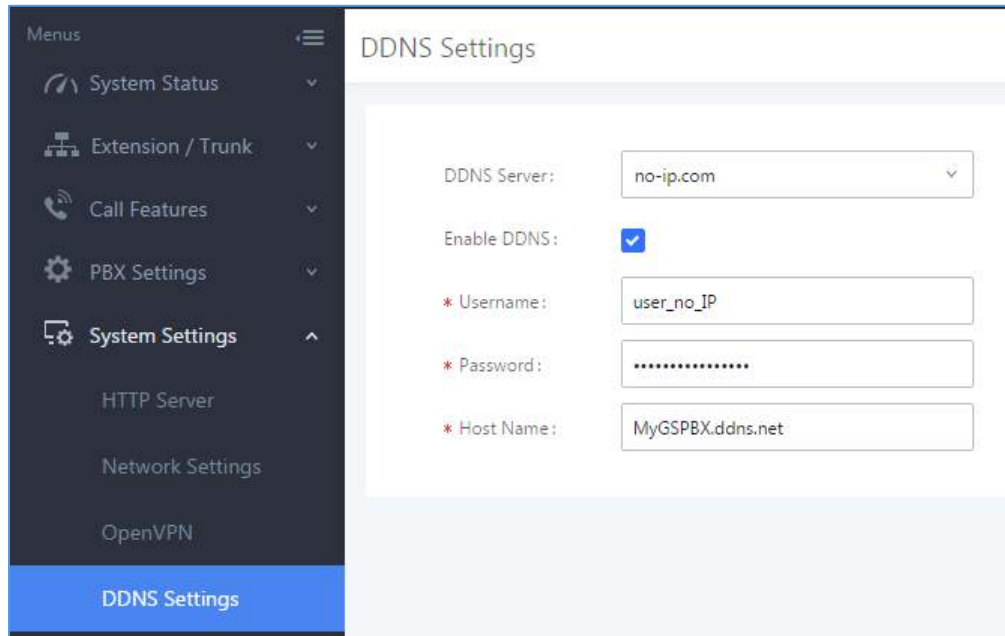 Menus
System Status
Extension / Trunk
Call Features
PBX Settings
System Settings
HTTP Server
Network Settings
OpenVPN
DDNS Settings
DDNS Settings
DDNS Server: no-ip.com
Enable DDNS:
* Username: user_no_IP
* Password: ••••••••••••••••
* Host Name: MyGSPBX.ddns.net